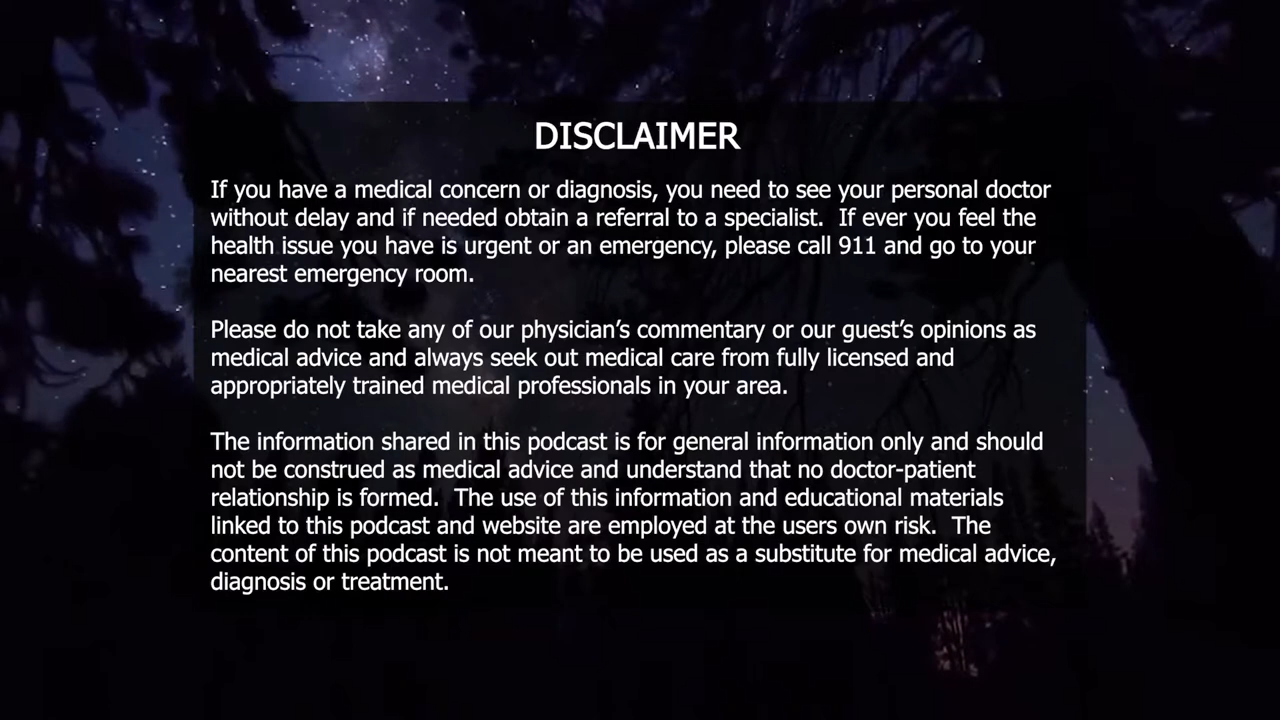 DISCLAIMER
If you have a medical concern or diagnosis, you need to see your personal doctor
without delay and if needed obtain a referral to a specialist.  If ever you feel the
health issue you have is urgent or an emergency, please call 911 and go to your
nearest emergency room.
Please do not take any of our physician’s commentary or our guest’s opinions as
medical advice and always seek out medical care from fully licensed and
appropriately trained medical professionals in your area.
The information shared in this podcast is for general information only and should
not be construed as medical advice and understand that no doctor-patient
relationship is formed.  The use of this information and educational materials
linked to this podcast and website are employed at the users own risk.  The
content of this podcast is not meant to be used as a substitute for medical advice,
diagnosis or treatment.